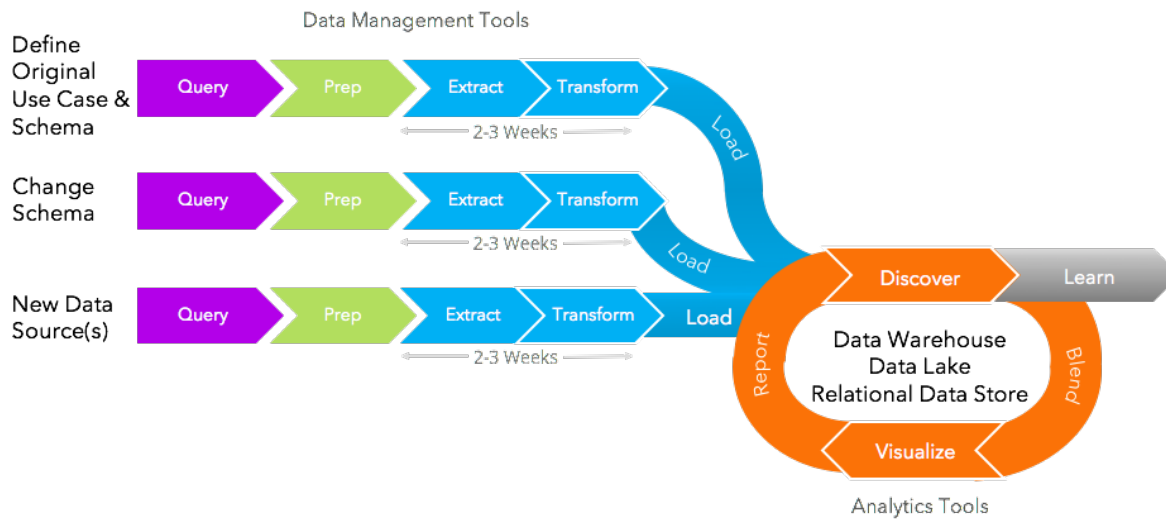 Data Management Tools
Define
Original
Use Case &
Schema
Query
Prep
Extract
Transform
Load
2-3 Weeks
Change
Schema
Query
Prep
Extract
Transform
Load
2-3 Weeks
New Data
Source(s)
Query
Prep
Extract
Transform
Load
2-3 Weeks
Discover
Learn
Report
Data Warehouse
Data Lake
Relational Data Store
Blend
Visualize
Analytics Tools